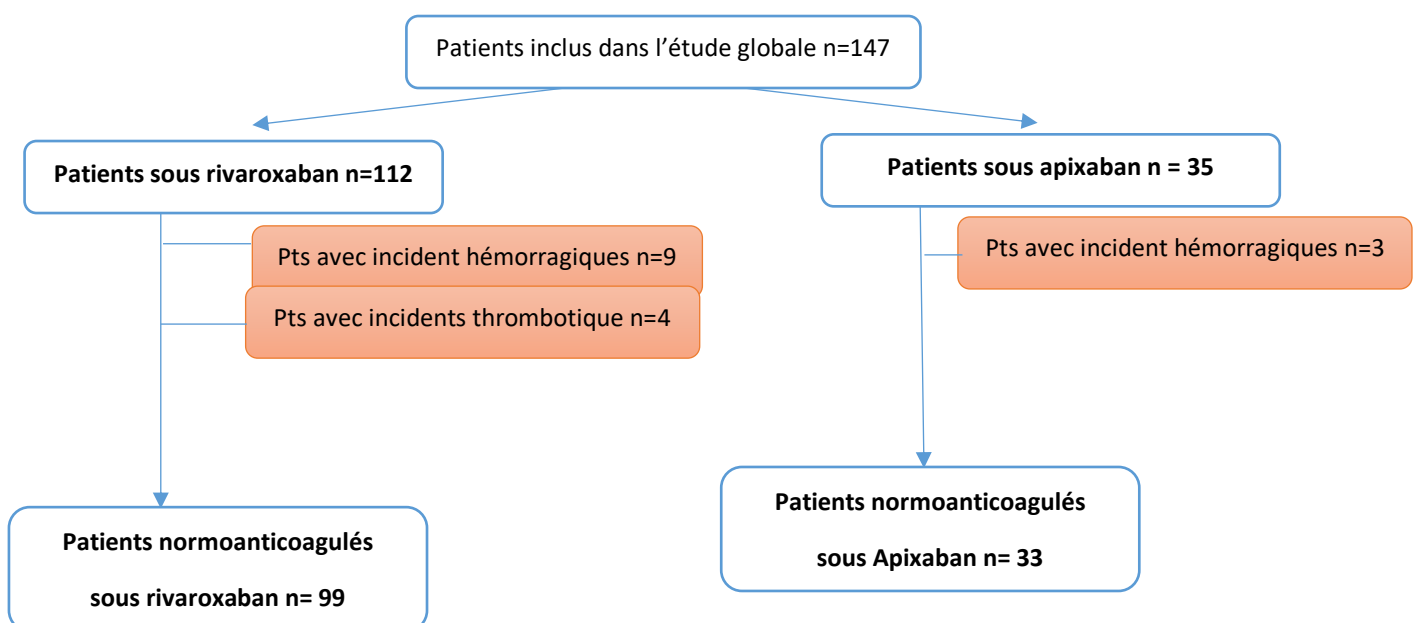 Patients inclus dans l’étude globale n=147
Patients sous rivaroxaban n=112
Patients sous apixaban n = 35
Pts avec incident hémorragiques n=9
Pts avec incident hémorragiques n=3
Pts avec incidents thrombotique n=4
Patients normoanticoagulés
sous Apixaban n= 33
Patients normoanticoagulés
sous rivaroxaban n= 99